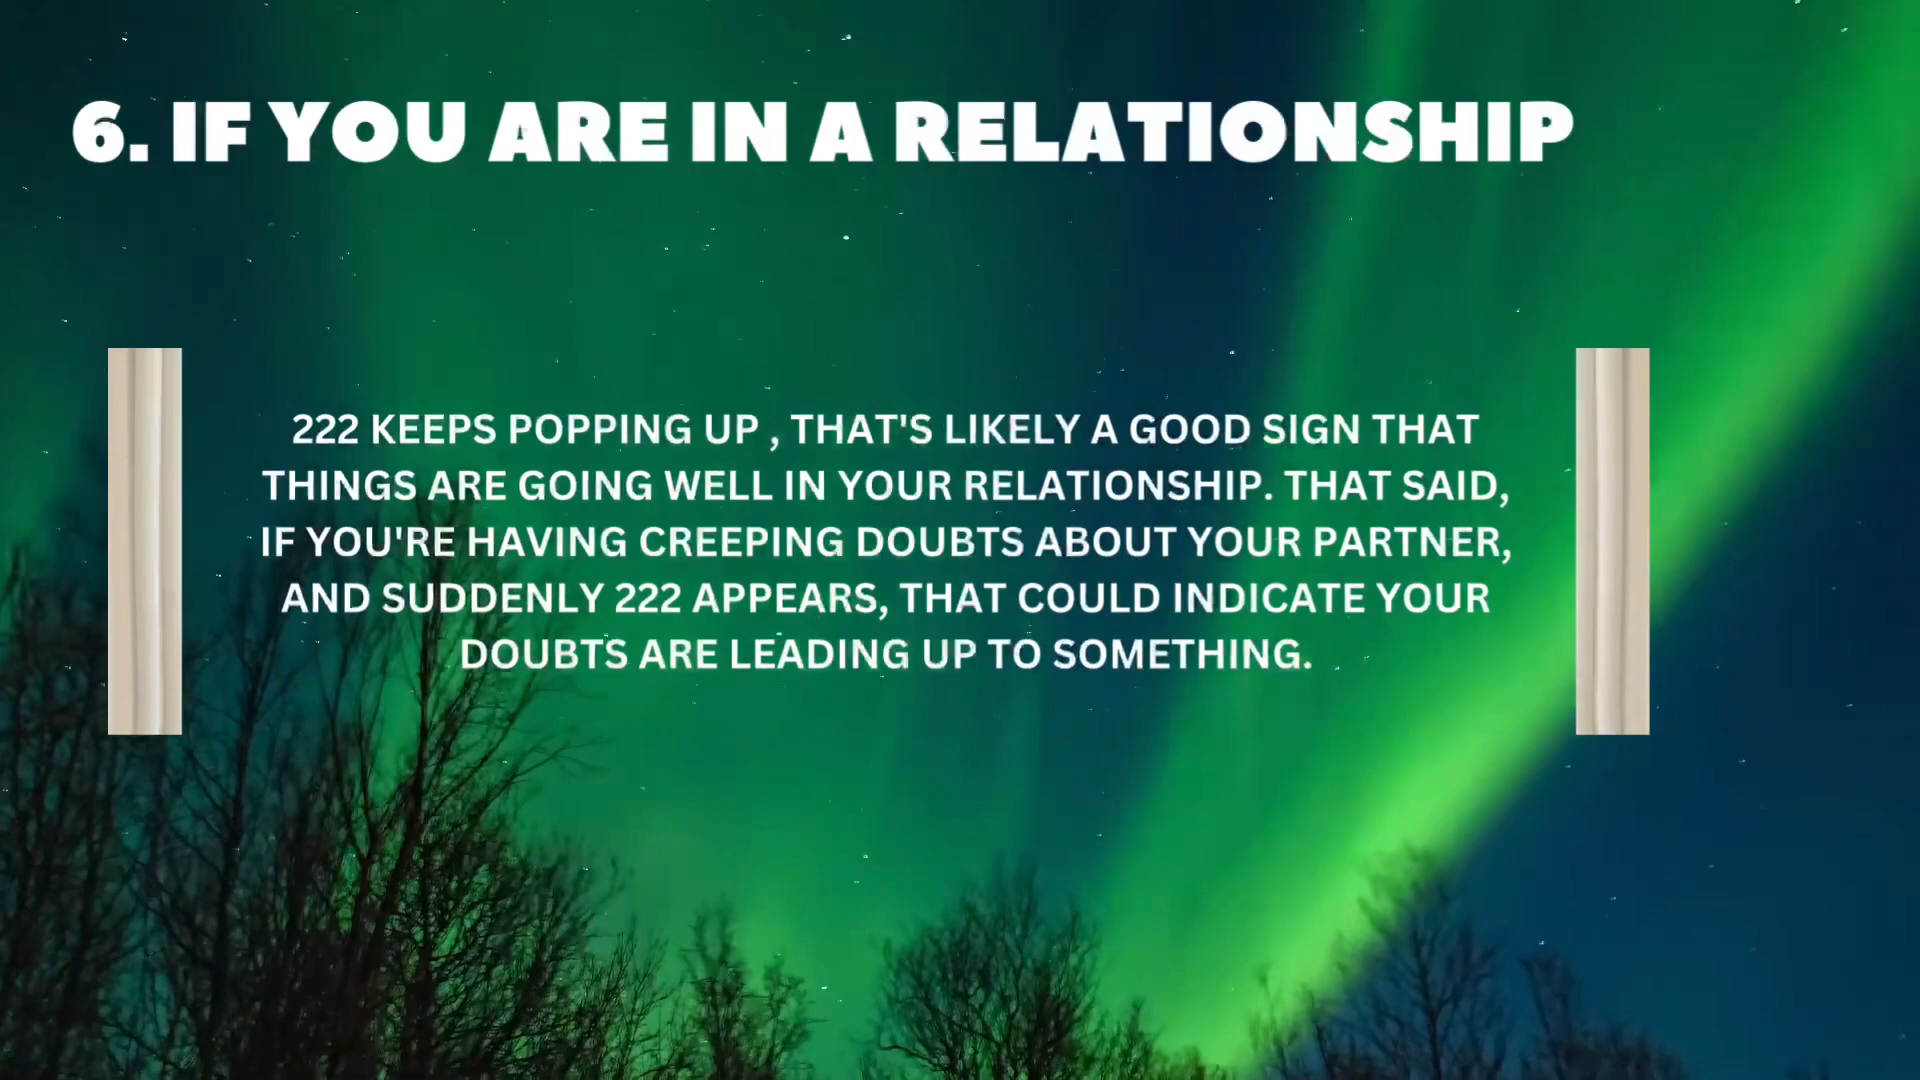 6. IF YOU ARE IN A RELATIONSHIP
222 KEEPS POPPING UP , THAT'S LIKELY A GOOD SIGN THAT
THINGS ARE GOING WELL IN YOUR RELATIONSHIP. THAT SAID,
IF YOU'RE HAVING CREEPING DOUBTS ABOUT YOUR PARTNER,
AND SUDDENLY 222 APPEARS, THAT COULD INDICATE YOUR
DOUBTS ARE LEADING UP TO SOMETHING.